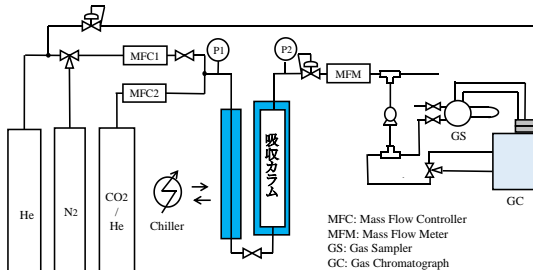 P1
P2
MFC1
MFM
MFC2
GS
吸収カラム
He
N2
CO2
/
He
Chiller
GC
MFC: Mass Flow Controller
MFM: Mass Flow Meter
GS: Gas Sampler
GC: Gas Chromatograph